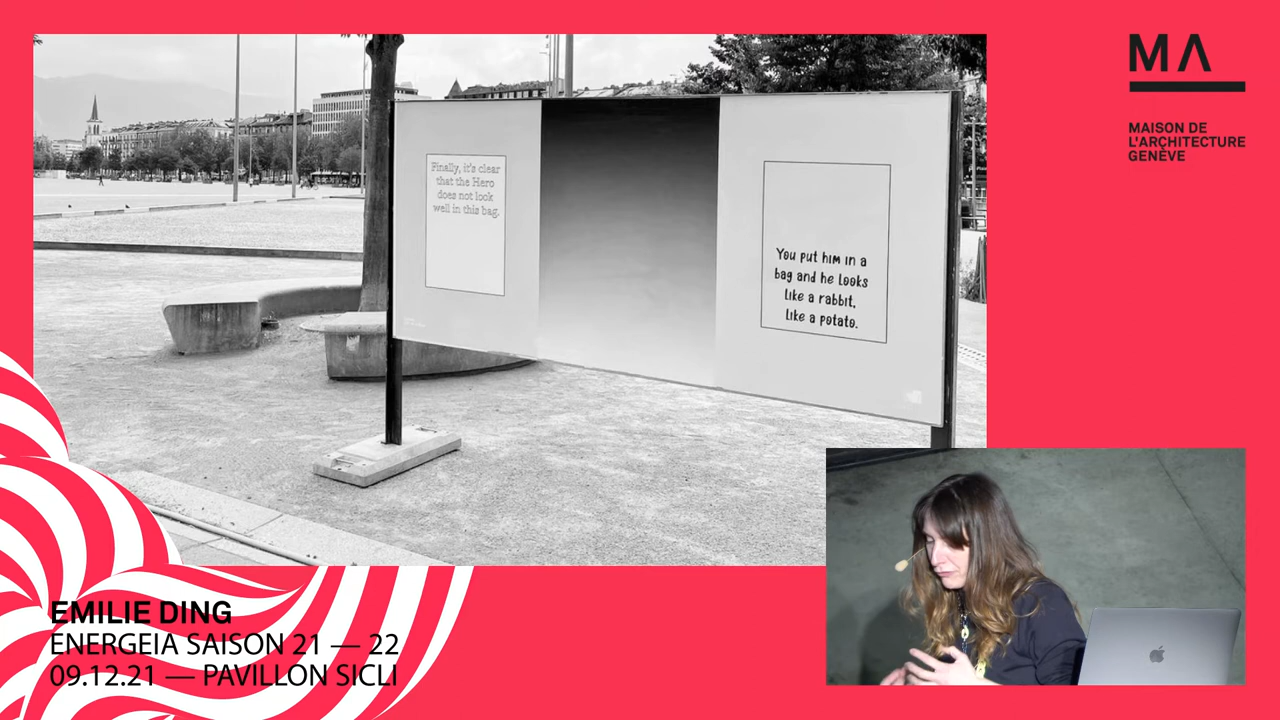 MA
MAISON DE
L'ARCHITECTURE
GENÈVE
Finally, it's clear
that the Hero
does not look
well in this bag.
You put him in a
bag and he looks
like a rabbit,
like a potato.
EMILIE DING
ENERGEIA SAISON 21 — 22
09.12.21 — PAVILLON SICLI